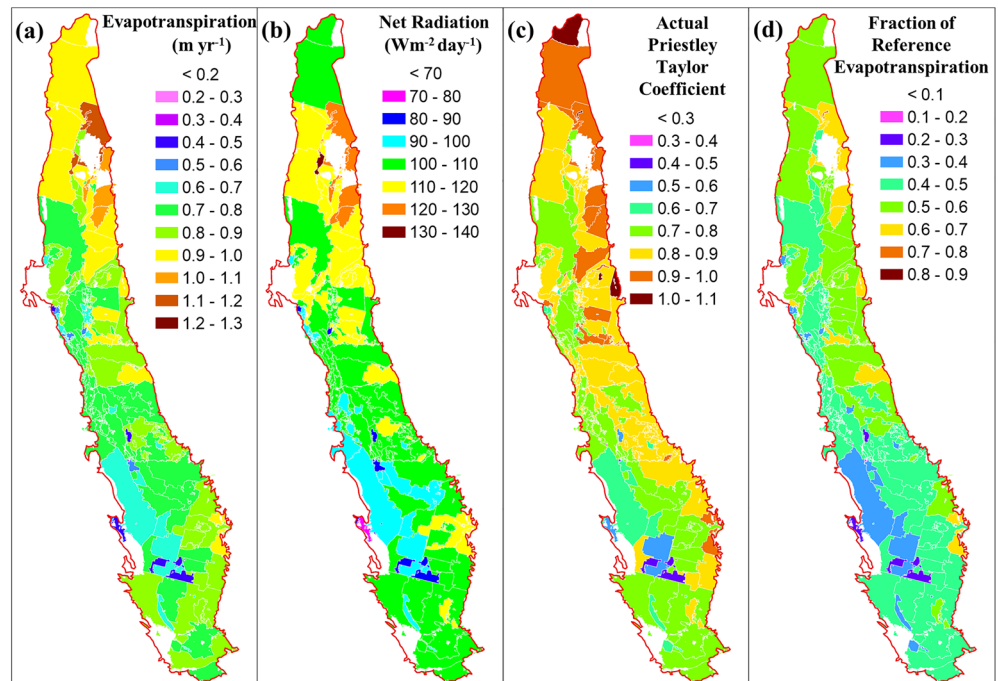 (a)
Evapotranspiration
(m yr-1)
< 0.2
0.2 - 0.3
0.3 - 0.4
0.4 - 0.5
0.5 - 0.6
0.6 - 0.7
0.7 - 0.8
0.8 - 0.9
0.9 - 1.0
1.0 - 1.1
1.1 - 1.2
1.2 - 1.3
(b)
Net Radiation
(Wm-2 day-1)
< 70
70 - 80
80 - 90
90 - 100
100 - 110
110 - 120
120 - 130
130 - 140
(c)
Actual
Priestley
Taylor
Coefficient
< 0.3
0.3 - 0.4
0.4 - 0.5
0.5 - 0.6
0.6 - 0.7
0.7 - 0.8
0.8 - 0.9
0.9 - 1.0
1.0 - 1.1
(d)
Fraction of
Reference
Evapotranspiration
< 0.1
0.1 - 0.2
0.2 - 0.3
0.3 - 0.4
0.4 - 0.5
0.5 - 0.6
0.6 - 0.7
0.7 - 0.8
0.8 - 0.9